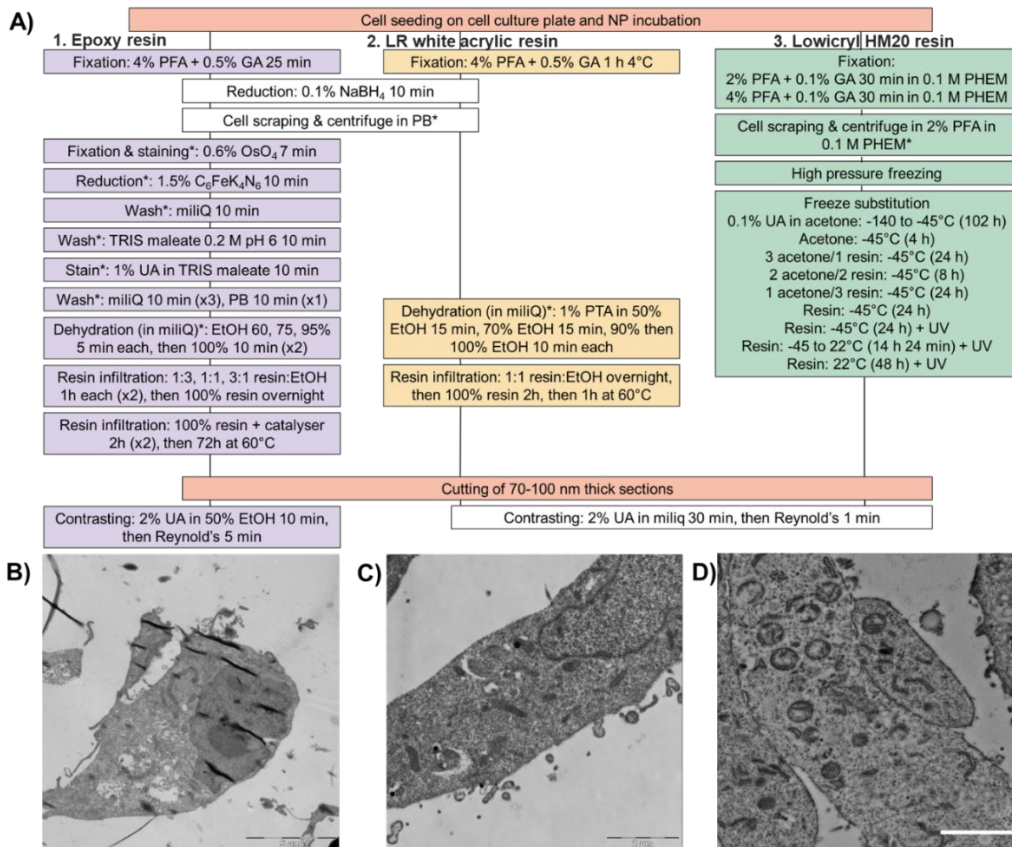 A)
Cell seeding on cell culture plate and NP incubation
1. Epoxy resin
Fixation: 4% PFA + 0.5% GA 25 min
2. LR white acrylic resin
Fixation: 4% PFA + 0.5% GA 1 h 4°C
3. Lowicryl HM20 resin
Fixation:
2% PFA + 0.1% GA 30 min in 0.1 M PHEM
4% PFA + 0.1% GA 30 min in 0.1 M PHEM
Reduction: 0.1% NaBH₄ 10 min
Cell scraping & centrifuge in PB*
Cell scraping & centrifuge in 2% PFA in
0.1 M PHEM*
High pressure freezing
Freeze substitution
0.1% UA in acetone: -140 to -45°C (102 h)
Acetone: -45°C (4 h)
3 acetone/1 resin: -45°C (24 h)
2 acetone/2 resin: -45°C (8 h)
1 acetone/3 resin: -45°C (24 h)
Resin: -45°C (24 h)
Resin: -45°C (24 h) + UV
Resin: -45 to 22°C (14 h 24 min) + UV
Resin: 22°C (48 h) + UV
Fixation & staining*: 0.6% OsO₄ 7 min
Reduction*: 1.5% C₆FeK₄N₆ 10 min
Wash*: miliQ 10 min
Wash*: TRIS maleate 0.2 M pH 6 10 min
Stain*: 1% UA in TRIS maleate 10 min
Wash*: miliQ 10 min (x3), PB 10 min (x1)
Dehydration (in miliQ)*: EtOH 60, 75, 95%
5 min each, then 100% 10 min (x2)
Resin infiltration: 1:3, 1:1, 3:1 resin:EtOH
1h each (x2), then 100% resin overnight
Resin infiltration: 100% resin + catalyser
2h (x2), then 72h at 60°C
Dehydration (in miliQ)*: 1% PTA in 50%
EtOH 15 min, 70% EtOH 15 min, 90% then
100% EtOH 10 min each
Resin infiltration: 1:1 resin:EtOH overnight,
then 100% resin 2h, then 1h at 60°C
Cutting of 70-100 nm thick sections
Contrasting: 2% UA in 50% EtOH 10 min,
then Reynold's 5 min
Contrasting: 2% UA in miliq 30 min, then Reynold's 1 min
B)
C)
D)